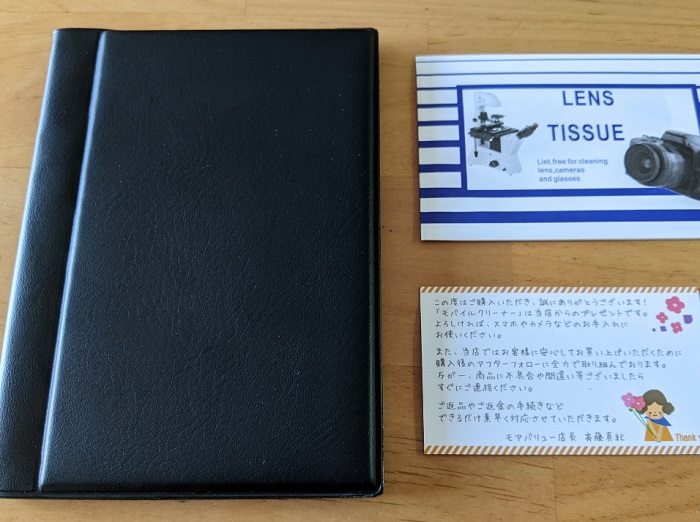 LENS
TISSUE
Lint.free for cleaning
lens,cameras
and glasses
この度はご購入いただき、誠にありがとうございます!
「モバイルクリーナー」は当店からのプレゼントです。
よろしければ、スマホやカメラなどのお手入れに
お使いください。
また、当店ではお客様に安心してお買い上げいただくために
購入後のアフターフォローに全力で取り組んでおります。
万が一、商品に不具合や間違い等ございましたら
すぐにご連絡ください。
ご返品やご返金の手続きなど
できるだけ素早く対応させていただきます。
モアバリュー店長 斉藤真紀
Thank